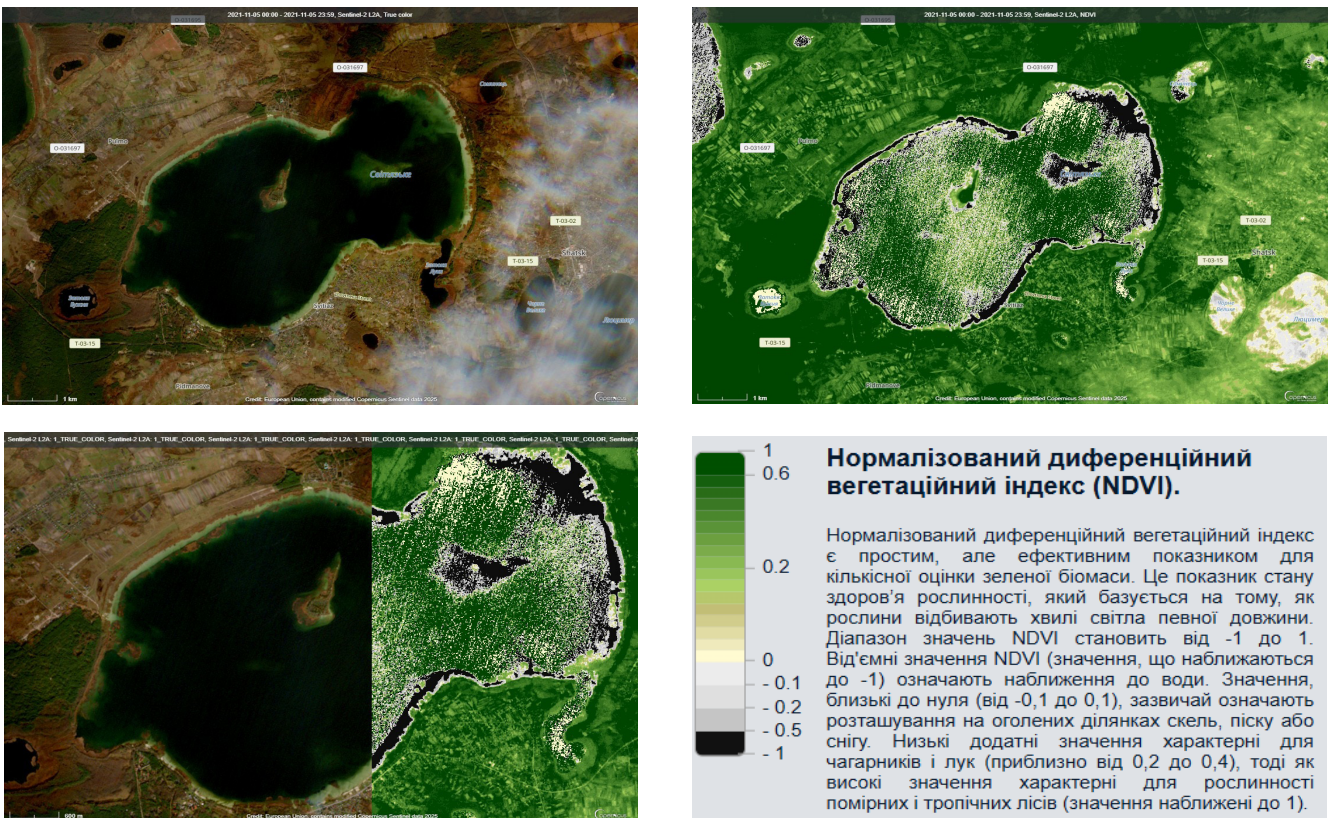 2021-11-05 00:00 - 2021-11-05 23:59, Sentinel-2 L2A, True color
O-031697
Світязьке
Pulmo
O-031697
T-03-02
Shatsk
T-03-15
Svitiaz
T-03-15
Pidmanove
1 km
Credit: European Union, contains modified Copernicus Sentinel data 2025
2021-11-05 00:00 - 2021-11-05 23:59, Sentinel-2 L2A, NDVI
O-031697
O-031697
Pulmo
T-03-02
Shatsk
T-03-15
Svitiaz
Люцимер
T-03-15
Pidmanove
1 km
Credit: European Union, contains modified Copernicus Sentinel data 2025
Sentinel-2 L2A: 1_TRUE_COLOR, Sentinel-2 L2A: 1_TRUE_COLOR, Sentinel-2 L2A: 1_TRUE_COLOR, Sentinel-2 L2A: 1_TRUE_COLOR, Sentinel-2 L2A: 1_TRUE_COLOR, Sentinel-2 L2A: 1_TRUE_COLOR
600 m
Credit: European Union, contains modified Copernicus Sentinel data 2025
1
0.6
0.2
0
- 0.1
- 0.2
- 0.5
- 1
Нормалізований диференційний
вегетаційний індекс (NDVI).
Нормалізований диференційний вегетаційний індекс
є простим, але ефективним показником для
кількісної оцінки зеленої біомаси. Це показник стану
здоров’я рослинності, який базується на тому, як
рослини відбивають хвилі світла певної довжини.
Діапазон значень NDVI становить від -1 до 1.
Від'ємні значення NDVI (значення, що наближаються
до -1) означають наближення до води. Значення,
близькі до нуля (від -0,1 до 0,1), зазвичай означають
розташування на оголених ділянках скель, піску або
снігу. Низькі додатні значення характерні для
чагарників і лук (приблизно від 0,2 до 0,4), тоді як
високі значення характерні для рослинності
помірних і тропічних лісів (значення наближені до 1).